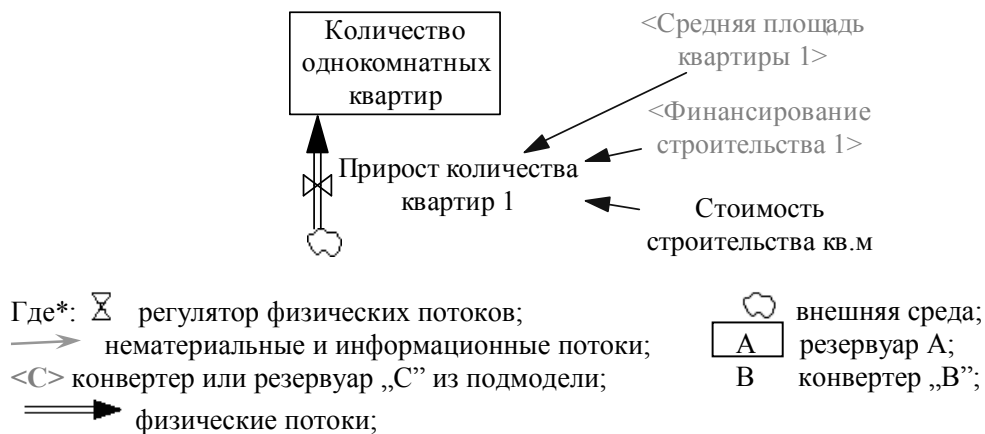 Количество
однокомнатных
квартир
<Средняя площадь
квартиры 1>
<Финансирование
строительства 1>
Прирост количества
квартир 1
Стоимость
строительства кв.м
Где*: регулятор физических потоков;
внешняя среда;
нематериальные и информационные потоки;
А резервуар А;
<С> конвертер или резервуар „С” из подмодели;
В конвертер „В”;
физические потоки;